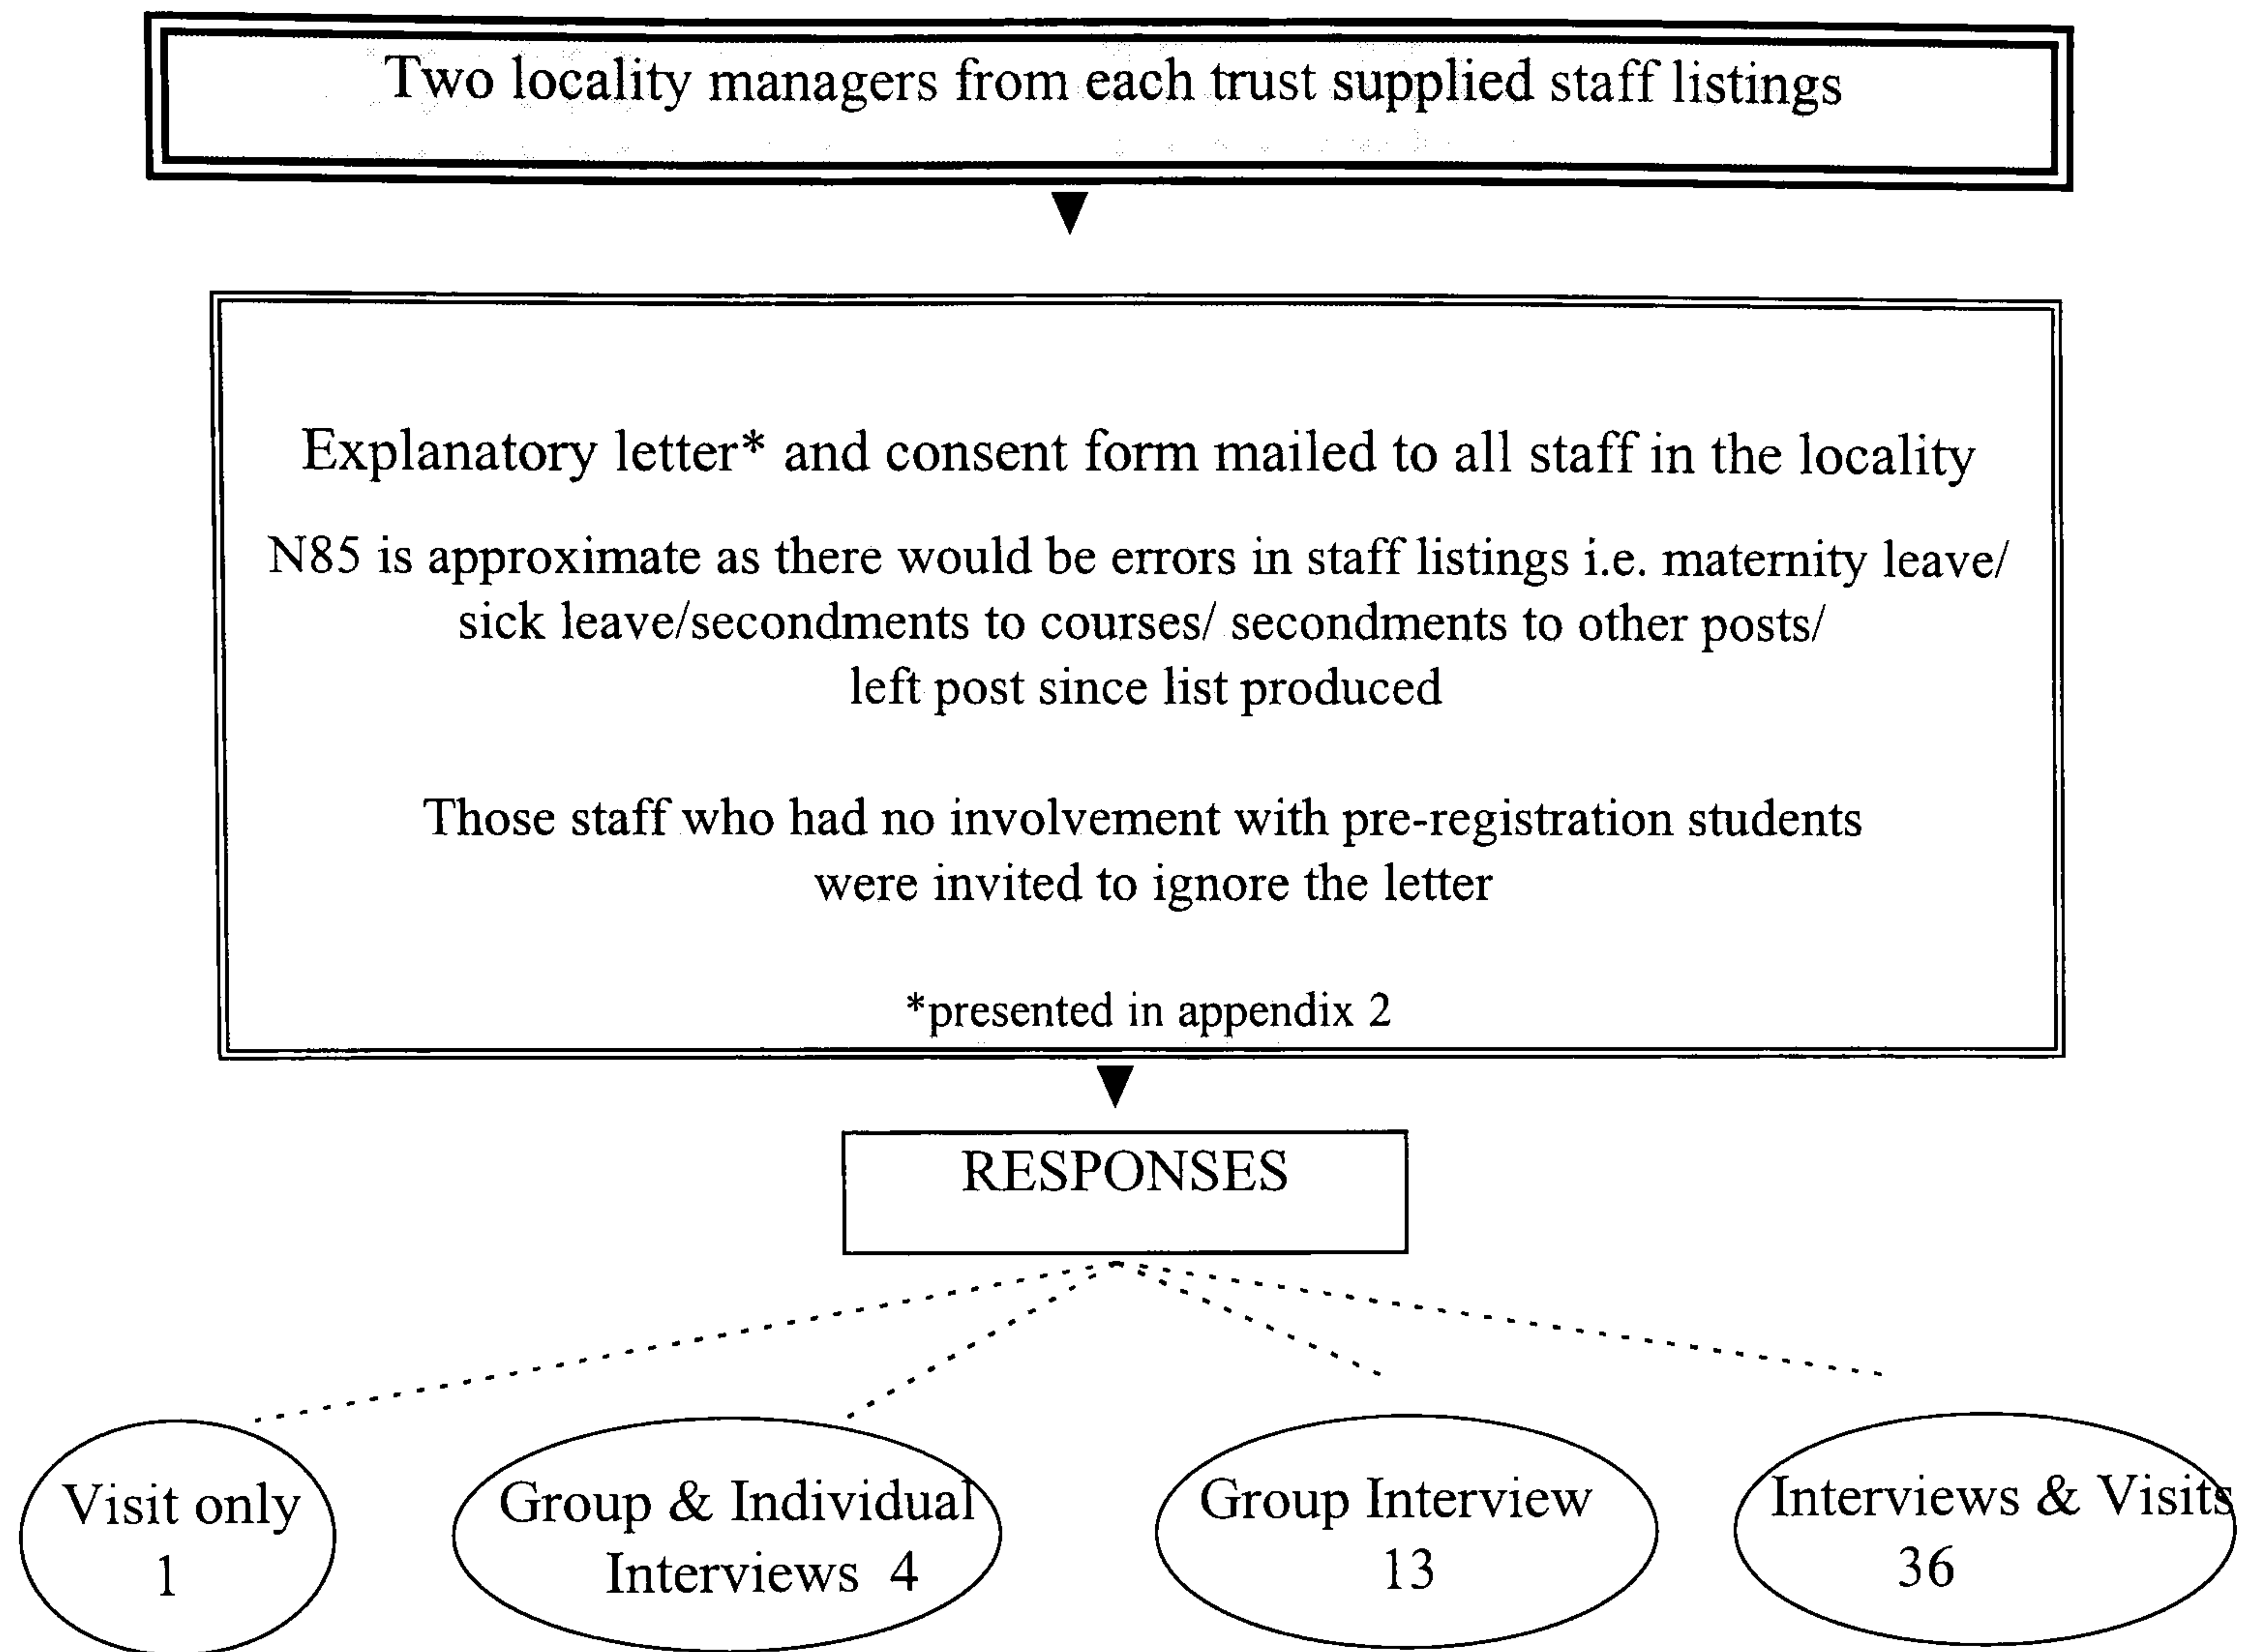 Two locality managers from each trust supplied staff listings
Explanatory letter* and consent form mailed to all staff in the locality
N85 is approximate as there would be errors in staff listings i.e. maternity leave/
sick leave/secondments to courses/ secondments to other posts/
left post since list produced
Those staff who had no involvement with pre-registration students
were invited to ignore the letter
*presented in appendix 2
RESPONSES
Visit only
1
Group & Individual
Interviews 4
Group Interview
13
Interviews & Visits
36